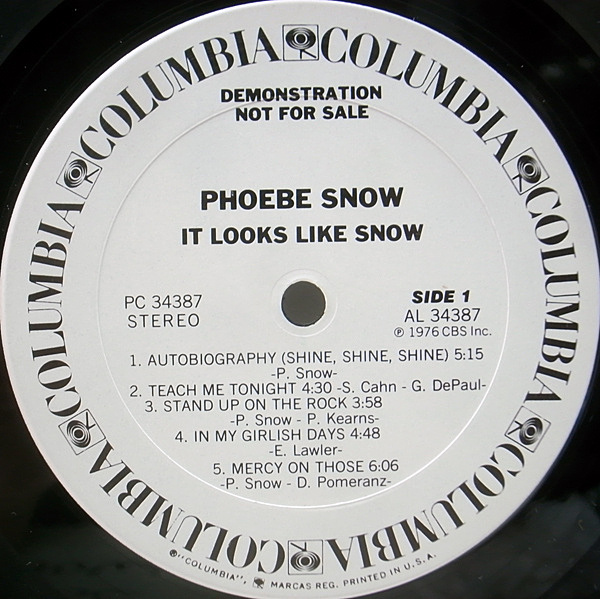 COLUMBIA COLUMBIA COLUMBIA COLUMBIA COLUMBIA COLUMBIA
DEMONSTRATION
NOT FOR SALE
PHOEBE SNOW
IT LOOKS LIKE SNOW
PC 34387
STEREO
SIDE 1
AL 34387
℗ 1976 CBS Inc.
1. AUTOBIOGRAPHY (SHINE, SHINE, SHINE) 5:15
-P. Snow-
2. TEACH ME TONIGHT 4:30 -S. Cahn - G. DePaul-
3. STAND UP ON THE ROCK 3:58
-P. Snow - P. Kearns-
4. IN MY GIRLISH DAYS 4:48
-E. Lawler-
5. MERCY ON THOSE 6:06
-P. Snow - D. Pomeranz-
®"COLUMBIA", MARCAS REG. PRINTED IN U.S.A.